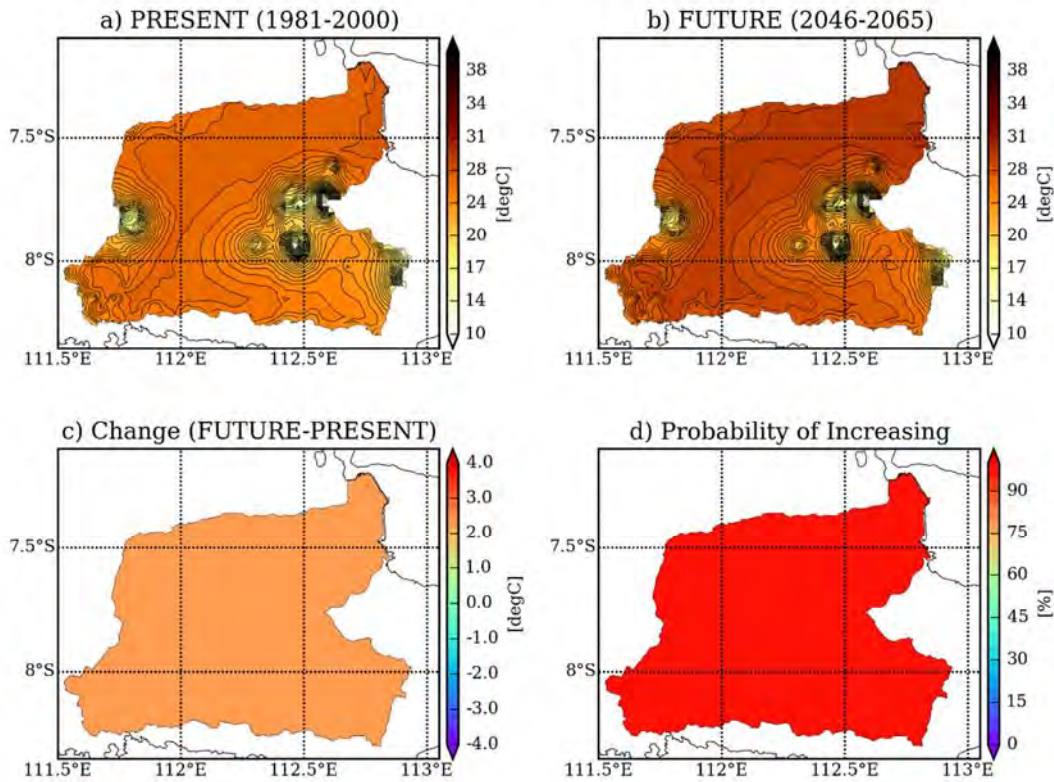 a) PRESENT (1981-2000)
38
34
31
28
24
20
17
14
10
[degC]
7.5°S
8°S
111.5°E 112°E 112.5°E 113°E
b) FUTURE (2046-2065)
38
34
31
28
24
20
17
14
10
[degC]
7.5°S
8°S
111.5°E 112°E 112.5°E 113°E
c) Change (FUTURE-PRESENT)
4.0
3.0
2.0
1.0
0.0
-1.0
-2.0
-3.0
-4.0
[degC]
7.5°S
8°S
111.5°E 112°E 112.5°E 113°E
d) Probability of Increasing
90
75
60
45
30
15
0
[%]
7.5°S
8°S
111.5°E 112°E 112.5°E 113°E